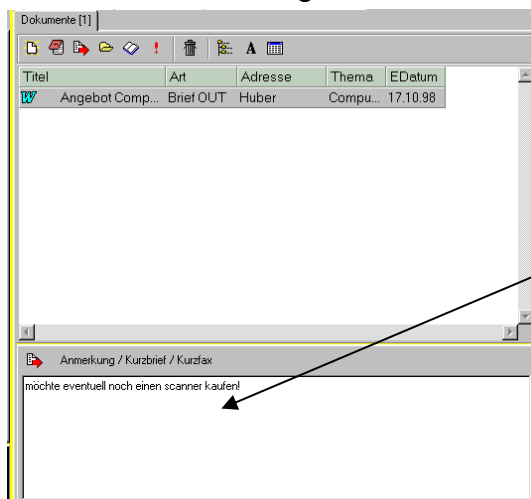 Dokumente [1]
Titel Art Adresse Thema EDatum
Angebot Comp... Brief OUT Huber Compu... 17.10.98
Anmerkung / Kurzbrief / Kurzfax
möchte eventuell noch einen scanner kaufen!